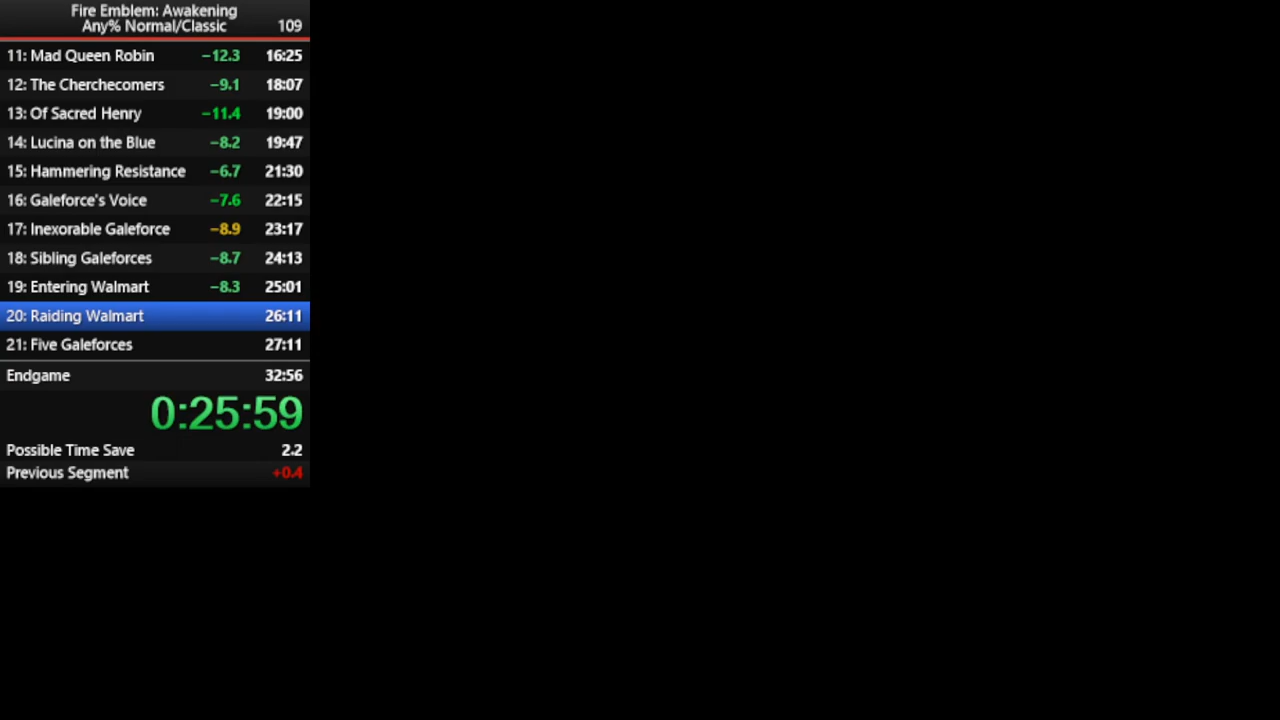 Fire Emblem: Awakening
Any% Normal/Classic 109
11: Mad Queen Robin −12.3 16:25
12: The Cherchecomers −9.1 18:07
13: Of Sacred Henry −11.4 19:00
14: Lucina on the Blue −8.2 19:47
15: Hammering Resistance −6.7 21:30
16: Galeforce's Voice −7.6 22:15
17: Inexorable Galeforce −8.9 23:17
18: Sibling Galeforces −8.7 24:13
19: Entering Walmart −8.3 25:01
20: Raiding Walmart 26:11
21: Five Galeforces 27:11
Endgame 32:56
0:25:59
Possible Time Save 2.2
Previous Segment +0.4